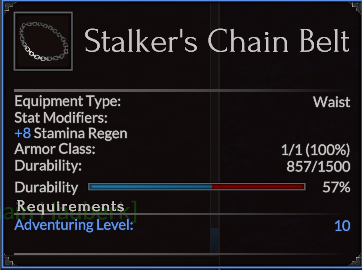 Stalker's Chain Belt
Equipment Type: Waist
Stat Modifiers:
+8 Stamina Regen
Armor Class: 1/1 (100%)
Durability: 857/1500
Durability 57%
Requirements
Adventuring Level: 10